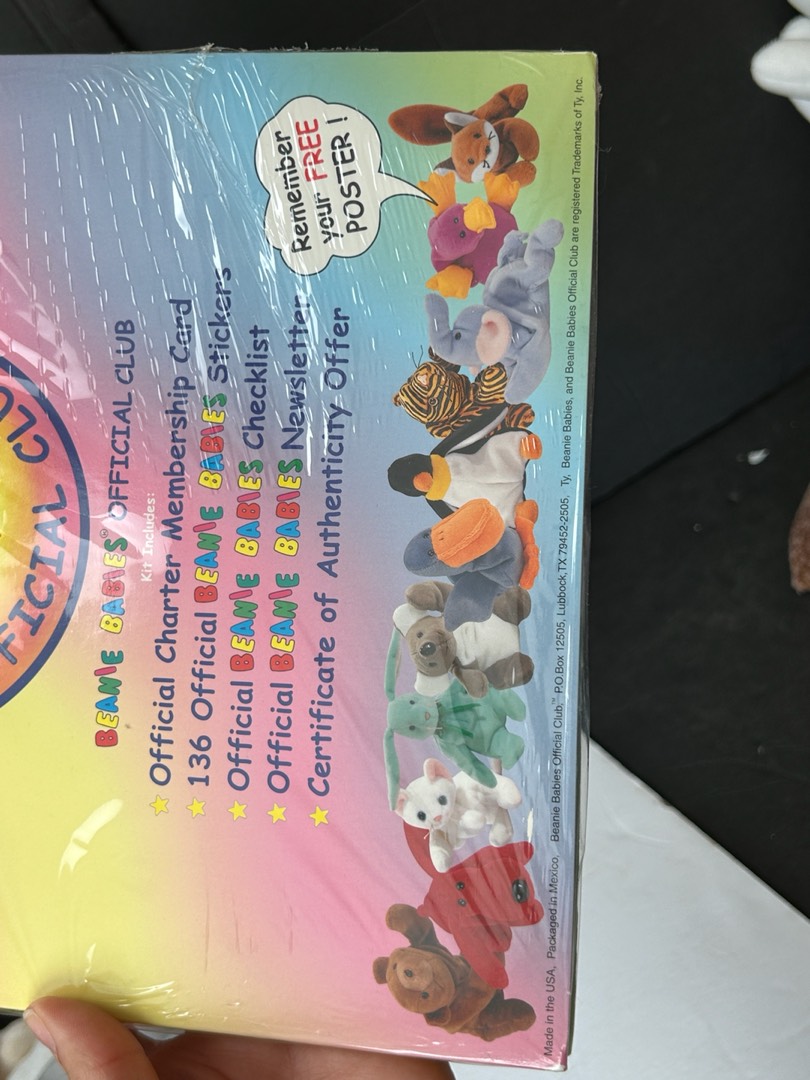 FICIAL CLU
BEANIE BABIES® OFFICIAL CLUB
Kit Includes:
Official Charter Membership Card
136 Official BEANIE BABIES Stickers
Official BEANIE BABIES Checklist
Official BEANIE BABIES Newsletter
Certificate of Authenticity Offer
Remember
your FREE
POSTER!
Made in the USA, Packaged in Mexico, Beanie Babies Official Club,™ P.O.Box 12505, Lubbock,TX 79452-2505, Ty, Beanie Babies, and Beanie Babies Official Club are registered Trademarks of Ty, Inc.